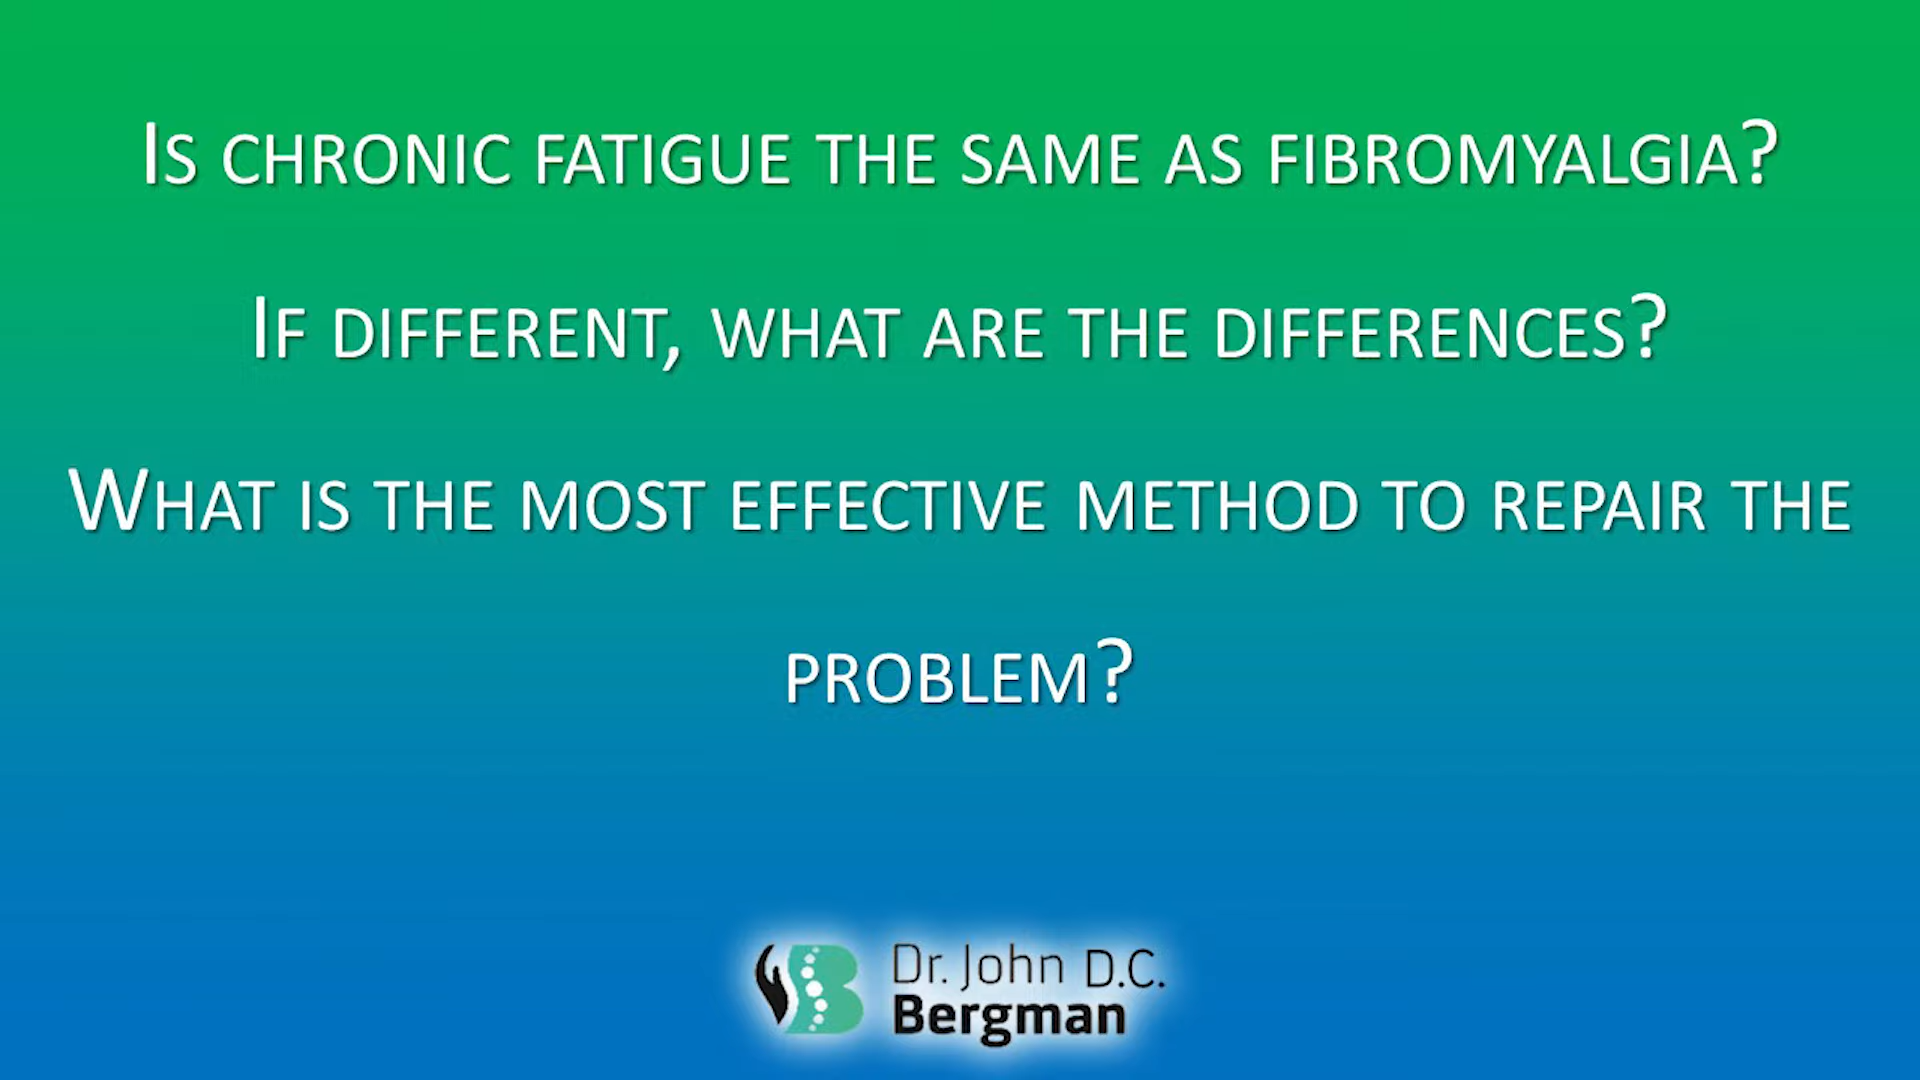 Is chronic fatigue the same as fibromyalgia?
If different, what are the differences?
What is the most effective method to repair the
problem?
Dr. John D.C.
Bergman